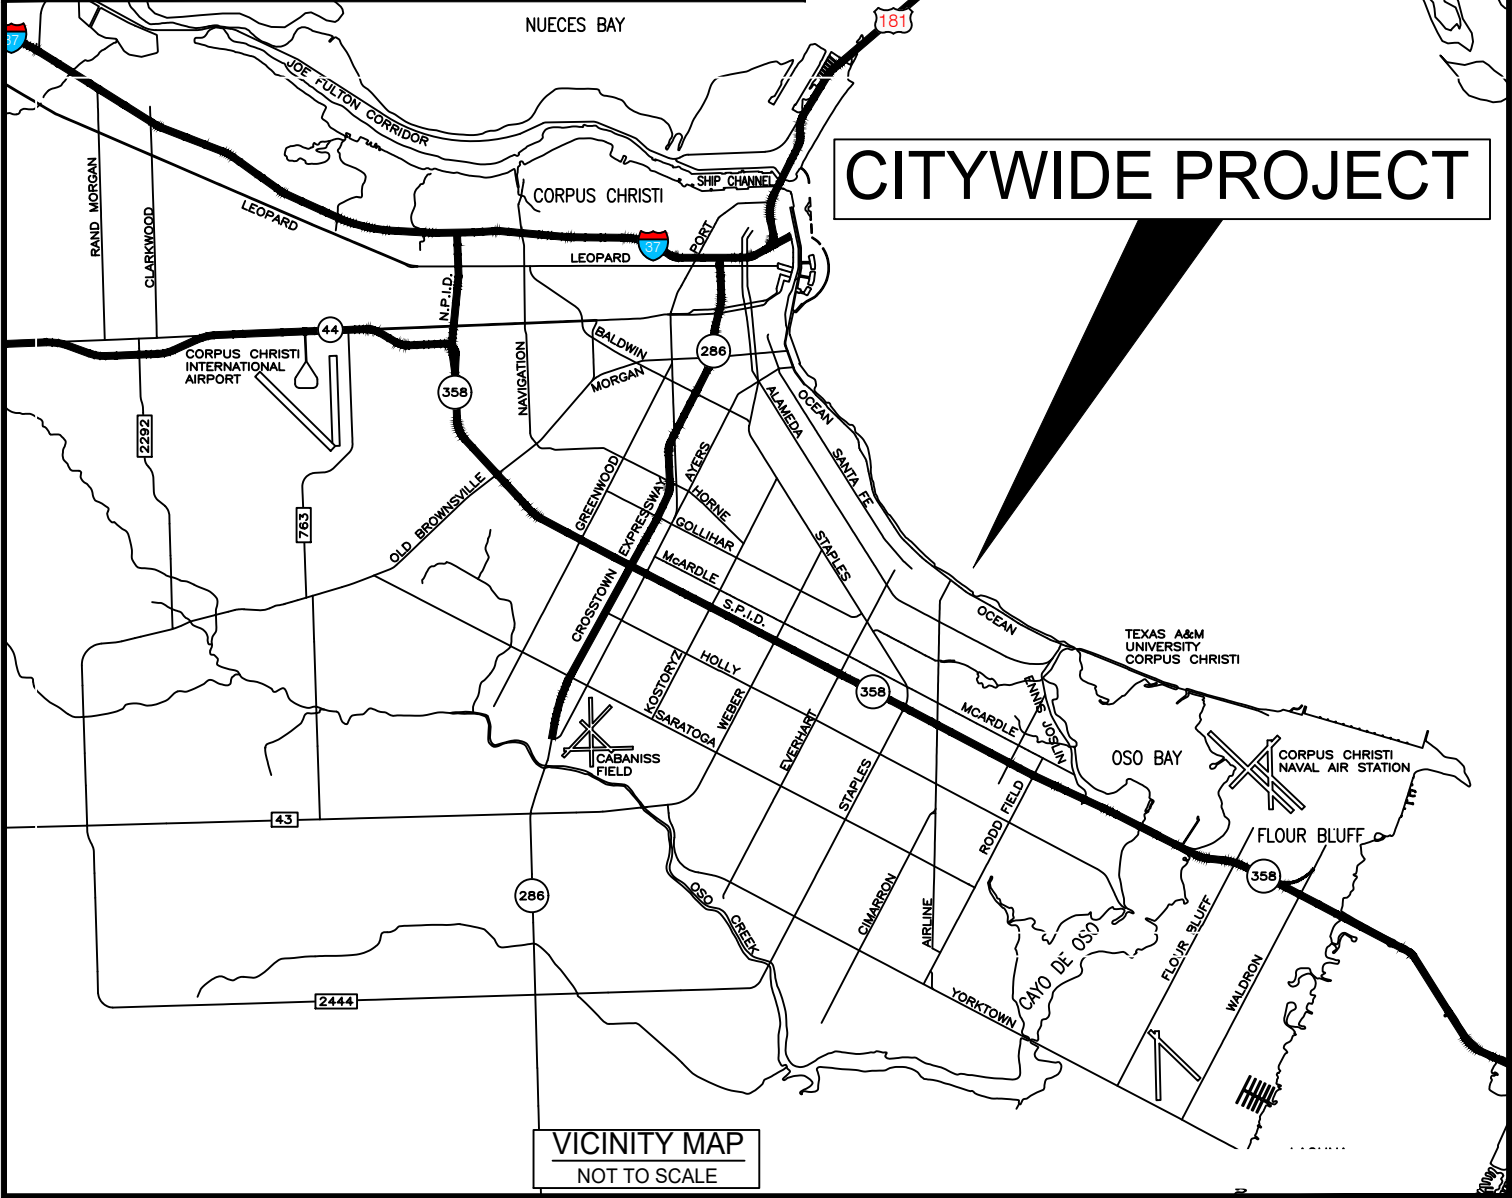 NUECES BAY
181
37
JOE FULTON CORRIDOR
CITYWIDE PROJECT
RAND MORGAN
CLARKWOOD
LEOPARD
CORPUS CHRISTI
SHIP CHANNEL
PORT
37
LEOPARD
N.P.I.D.
44
CORPUS CHRISTI
INTERNATIONAL
AIRPORT
BALDWIN
286
MORGAN
NAVIGATION
358
2292
ALAMEDA
OCEAN
SANTA FE
AYERS
GREENWOOD
EXPRESSWAY
HORNE
GOLLIHAR
OLD BROWNSVILLE
763
STAPLES
McARDLE
S.P.I.D.
CROSSTOWN
OCEAN
TEXAS A&M
UNIVERSITY
CORPUS CHRISTI
HOLLY
KOSTORYZ
358
WEBER
SARATOGA
ENNIS JOSLIN
MCARDLE
EVERHART
CABANISS
FIELD
OSO BAY
CORPUS CHRISTI
NAVAL AIR STATION
STAPLES
43
RODD FIELD
FLOUR BLUFF
358
286
OSO CREEK
CIMARRON
AIRLINE
CAYO DE OSO
FLOUR BLUFF
WALDRON
2444
YORKTOWN
VICINITY MAP
NOT TO SCALE